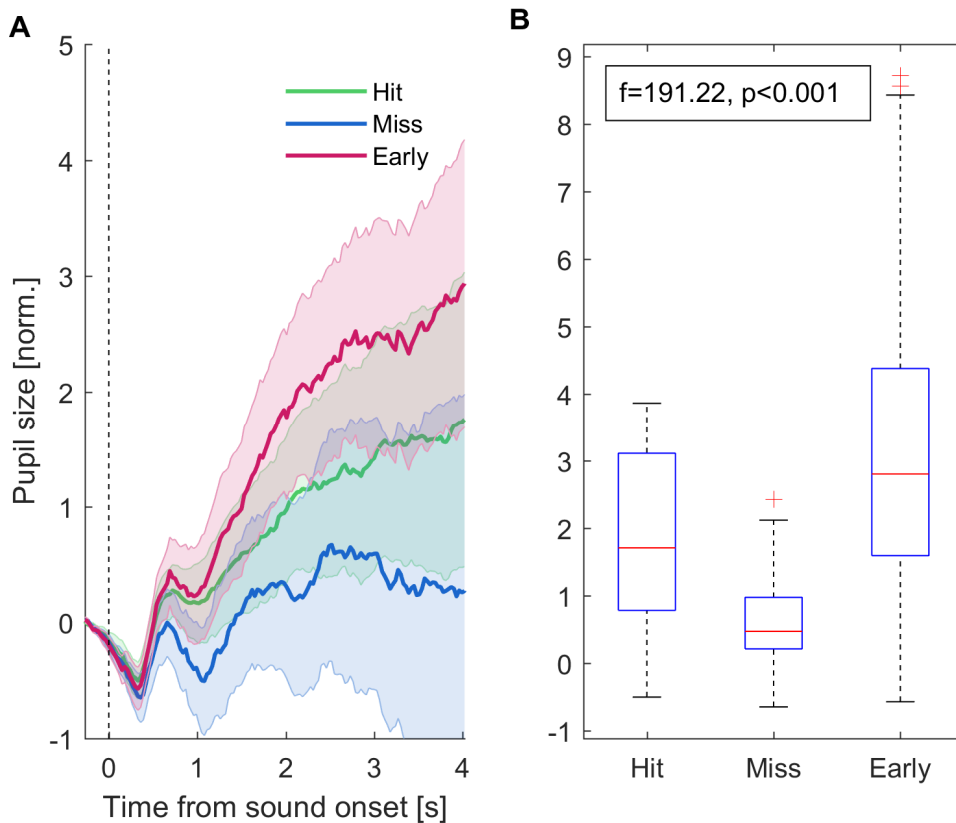 A
5
4
3
2
1
0
-1
Pupil size [norm.]
Hit
Miss
Early
0
1
2
3
4
Time from sound onset [s]
B
9
8
7
6
5
4
3
2
1
0
-1
f=191.22, p<0.001
Hit
Miss
Early